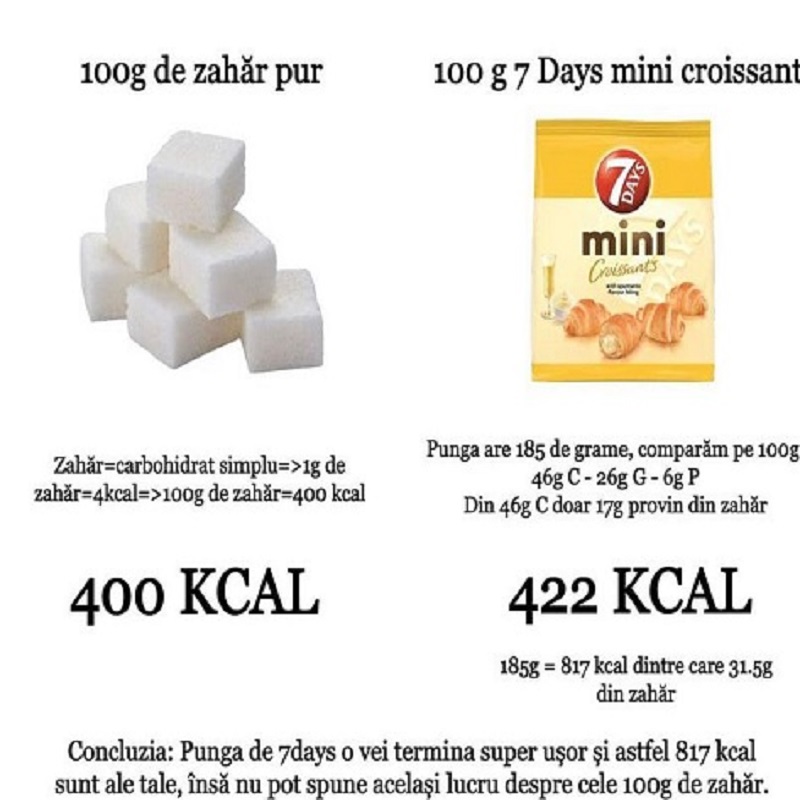 100g de zahăr pur
100 g 7 Days mini croissant
7
DAYS
mini
Croissants
with spumante
flavour filling
Zahăr=carbohidrat simplu=>1g de
zahăr=4kcal=>100g de zahăr=400 kcal
Punga are 185 de grame, comparăm pe 100g
46g C - 26g G - 6g P
Din 46g C doar 17g provin din zahăr
400 KCAL
422 KCAL
185g = 817 kcal dintre care 31.5g
din zahăr
Concluzia: Punga de 7days o vei termina super ușor și astfel 817 kcal
sunt ale tale, însă nu pot spune același lucru despre cele 100g de zahăr.